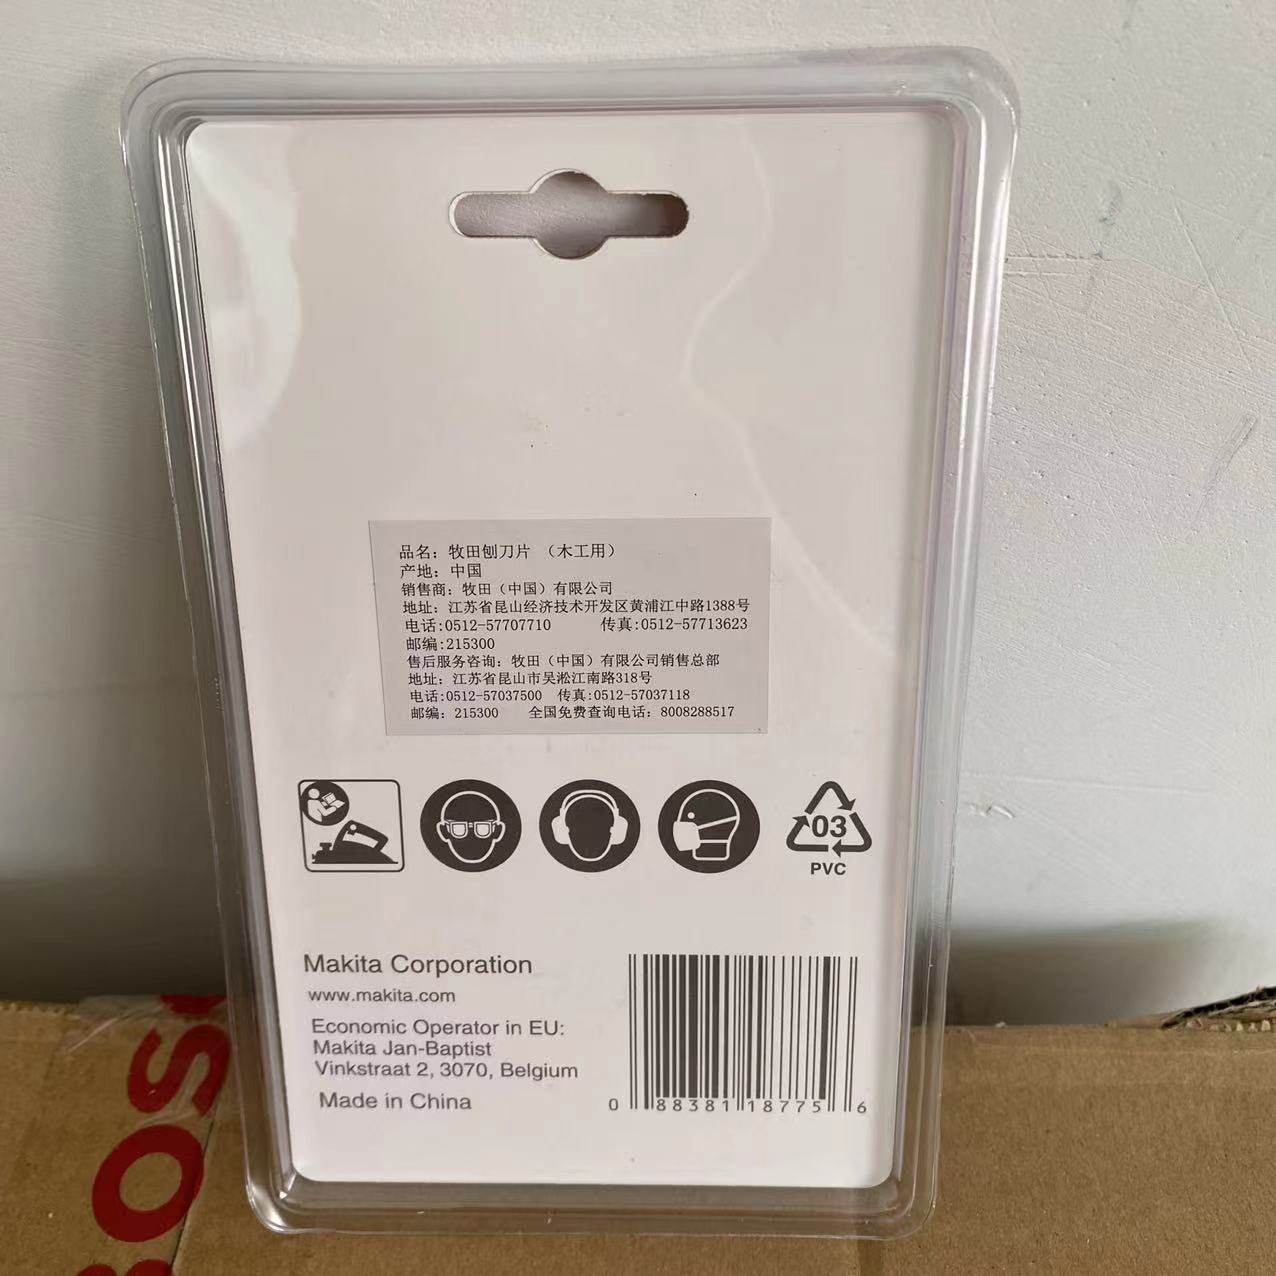 品名：牧田刨刀片 （木工用）
产地：中国
销售商：牧田（中国）有限公司
地址：江苏省昆山经济技术开发区黄浦江中路1388号
电话:0512-57707710 传真:0512-57713623
邮编:215300
售后服务咨询：牧田（中国）有限公司销售总部
地址：江苏省昆山市吴淞江南路318号
电话:0512-57037500 传真:0512-57037118
邮编：215300 全国免费查询电话：8008288517
03
PVC
Makita Corporation
www.makita.com
Economic Operator in EU:
Makita Jan-Baptist
Vinkstraat 2, 3070, Belgium
Made in China
0 88381 18775 6
BOS